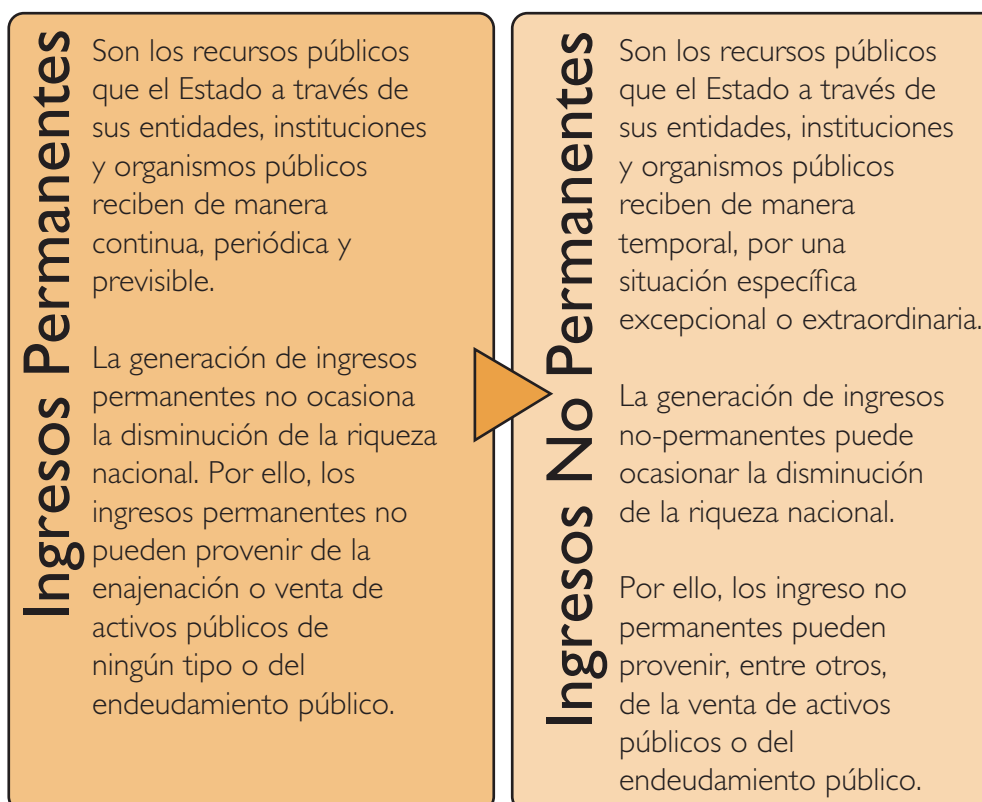 Ingresos Permanentes
Son los recursos públicos
que el Estado a través de
sus entidades, instituciones
y organismos públicos
reciben de manera
continua, periódica y
previsible.
La generación de ingresos
permanentes no ocasiona
la disminución de la riqueza
nacional. Por ello, los
ingresos permanentes no
pueden provenir de la
enajenación o venta de
activos públicos de
ningún tipo o del
endeudamiento público.
Ingresos No Permanentes
Son los recursos públicos
que el Estado a través de
sus entidades, instituciones
y organismos públicos
reciben de manera
temporal, por una
situación específica
excepcional o extraordinaria.
La generación de ingresos
no-permanentes puede
ocasionar la disminución
de la riqueza nacional.
Por ello, los ingreso no
permanentes pueden
provenir, entre otros,
de la venta de activos
públicos o del
endeudamiento público.